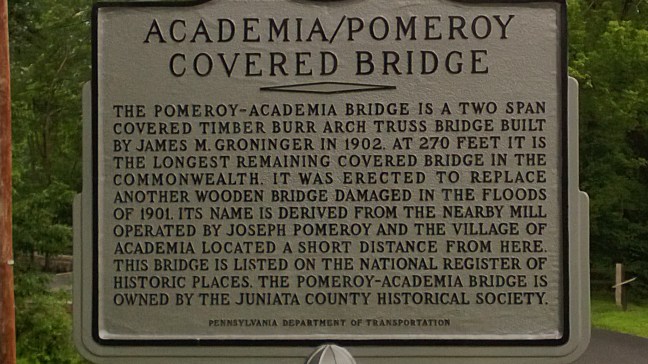 ACADEMIA/POMEROY
COVERED BRIDGE
THE POMEROY-ACADEMIA BRIDGE IS A TWO SPAN
COVERED TIMBER BURR ARCH TRUSS BRIDGE BUILT
BY JAMES M. GRONINGER IN 1902. AT 270 FEET IT IS
THE LONGEST REMAINING COVERED BRIDGE IN THE
COMMONWEALTH. IT WAS ERECTED TO REPLACE
ANOTHER WOODEN BRIDGE DAMAGED IN THE FLOODS
OF 1901. ITS NAME IS DERIVED FROM THE NEARBY MILL
OPERATED BY JOSEPH POMEROY AND THE VILLAGE OF
ACADEMIA LOCATED A SHORT DISTANCE FROM HERE.
THIS BRIDGE IS LISTED ON THE NATIONAL REGISTER OF
HISTORIC PLACES. THE POMEROY-ACADEMIA BRIDGE IS
OWNED BY THE JUNIATA COUNTY HISTORICAL SOCIETY.
PENNSYLVANIA DEPARTMENT OF TRANSPORTATION